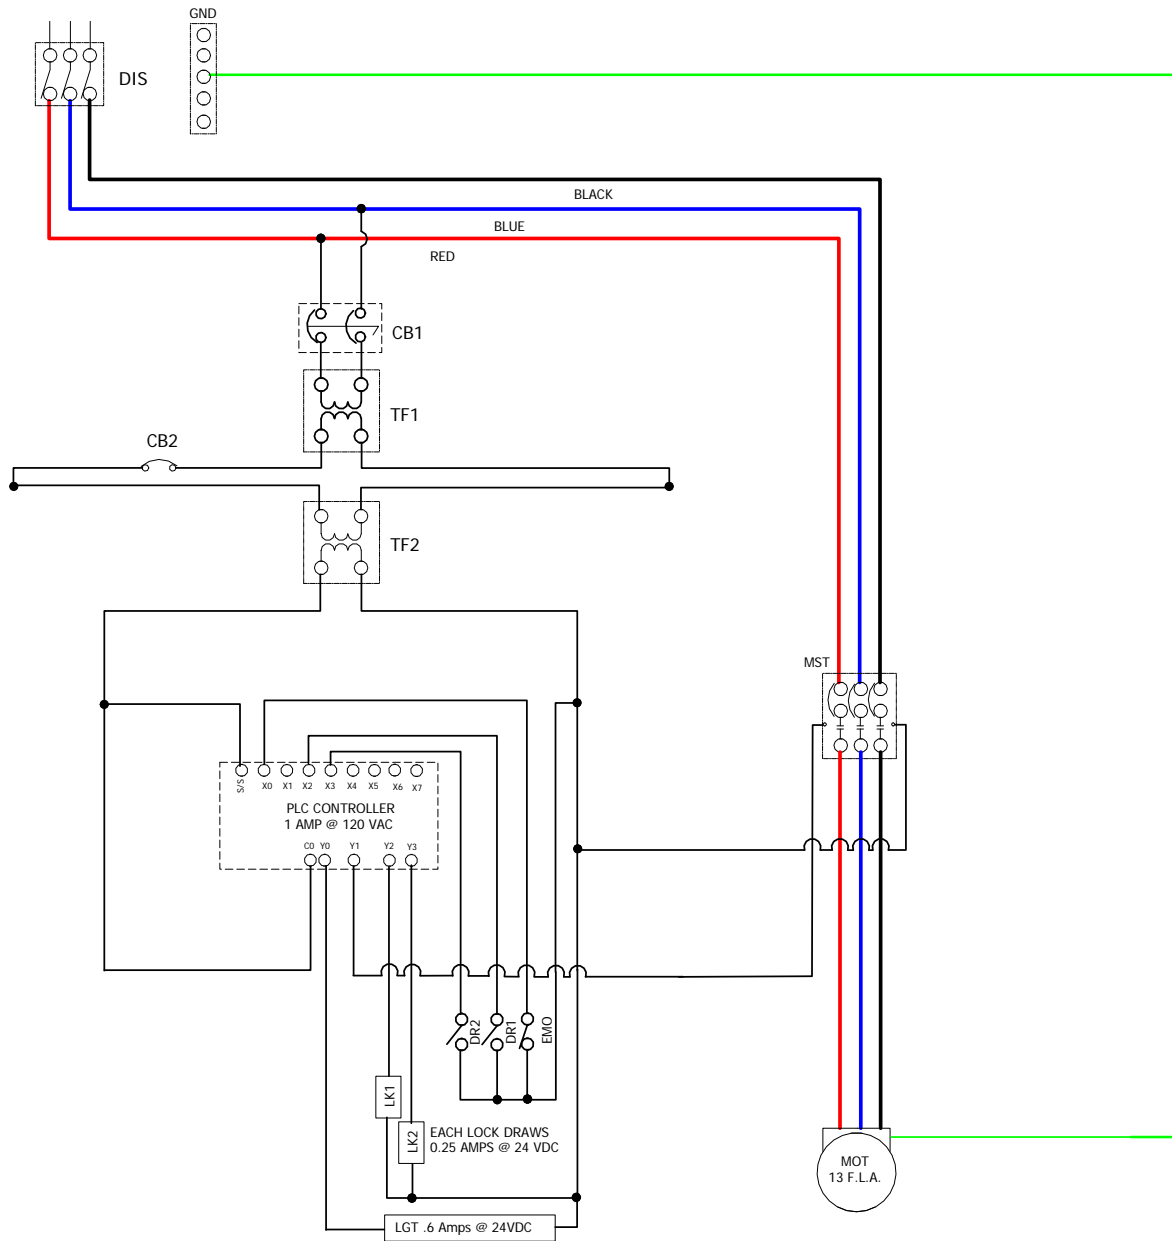 GND
DIS
BLACK
BLUE
RED
CB1
TF1
CB2
TF2
MST
S/S X0 X1 X2 X3 X4 X5 X6 X7
PLC CONTROLLER
1 AMP @ 120 VAC
C0 Y0 Y1 Y2 Y3
DR2
DR1
EMO
LK1
LK2
EACH LOCK DRAWS
0.25 AMPS @ 24 VDC
MOT
13 F.L.A.
LGT .6 Amps @ 24VDC